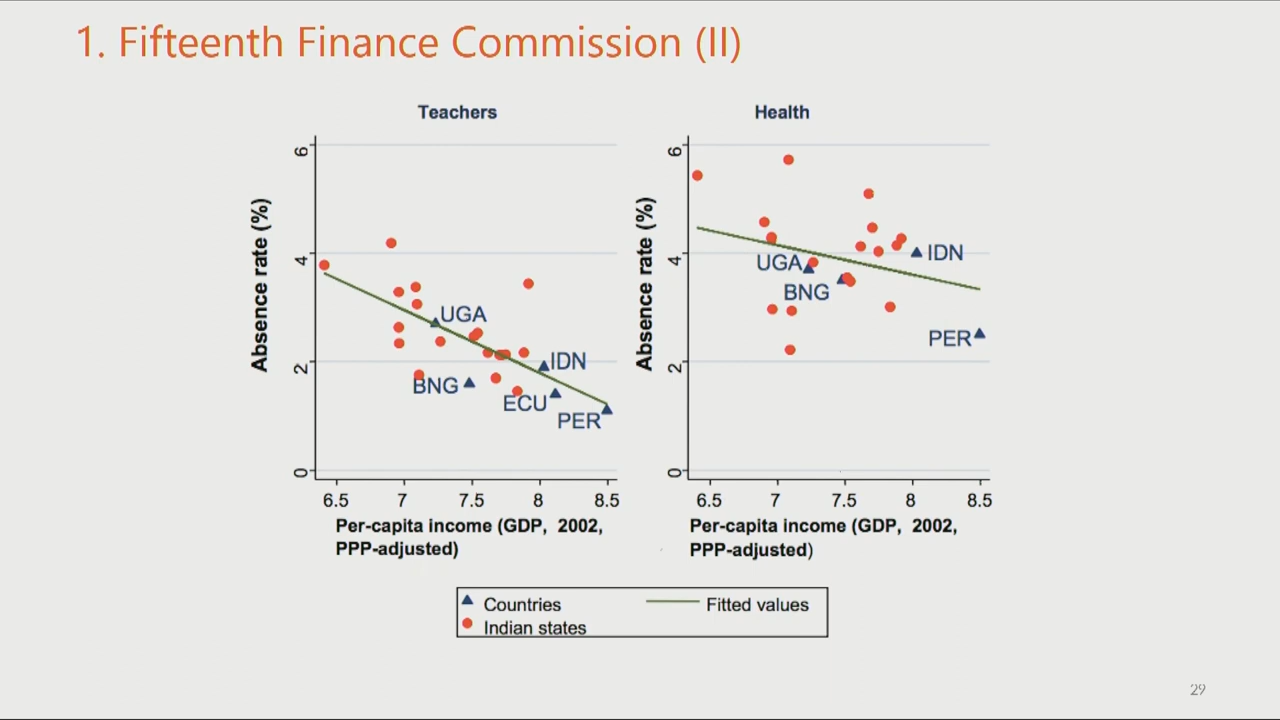 1. Fifteenth Finance Commission (II)
Teachers
Absence rate (%)
6
4
2
0
UGA
BNG
IDN
ECU
PER
6.5 7 7.5 8 8.5
Per-capita income (GDP, 2002,
PPP-adjusted)
Health
Absence rate (%)
6
4
2
0
UGA
BNG
IDN
PER
6.5 7 7.5 8 8.5
Per-capita income (GDP, 2002,
PPP-adjusted)
Countries
Fitted values
Indian states
29